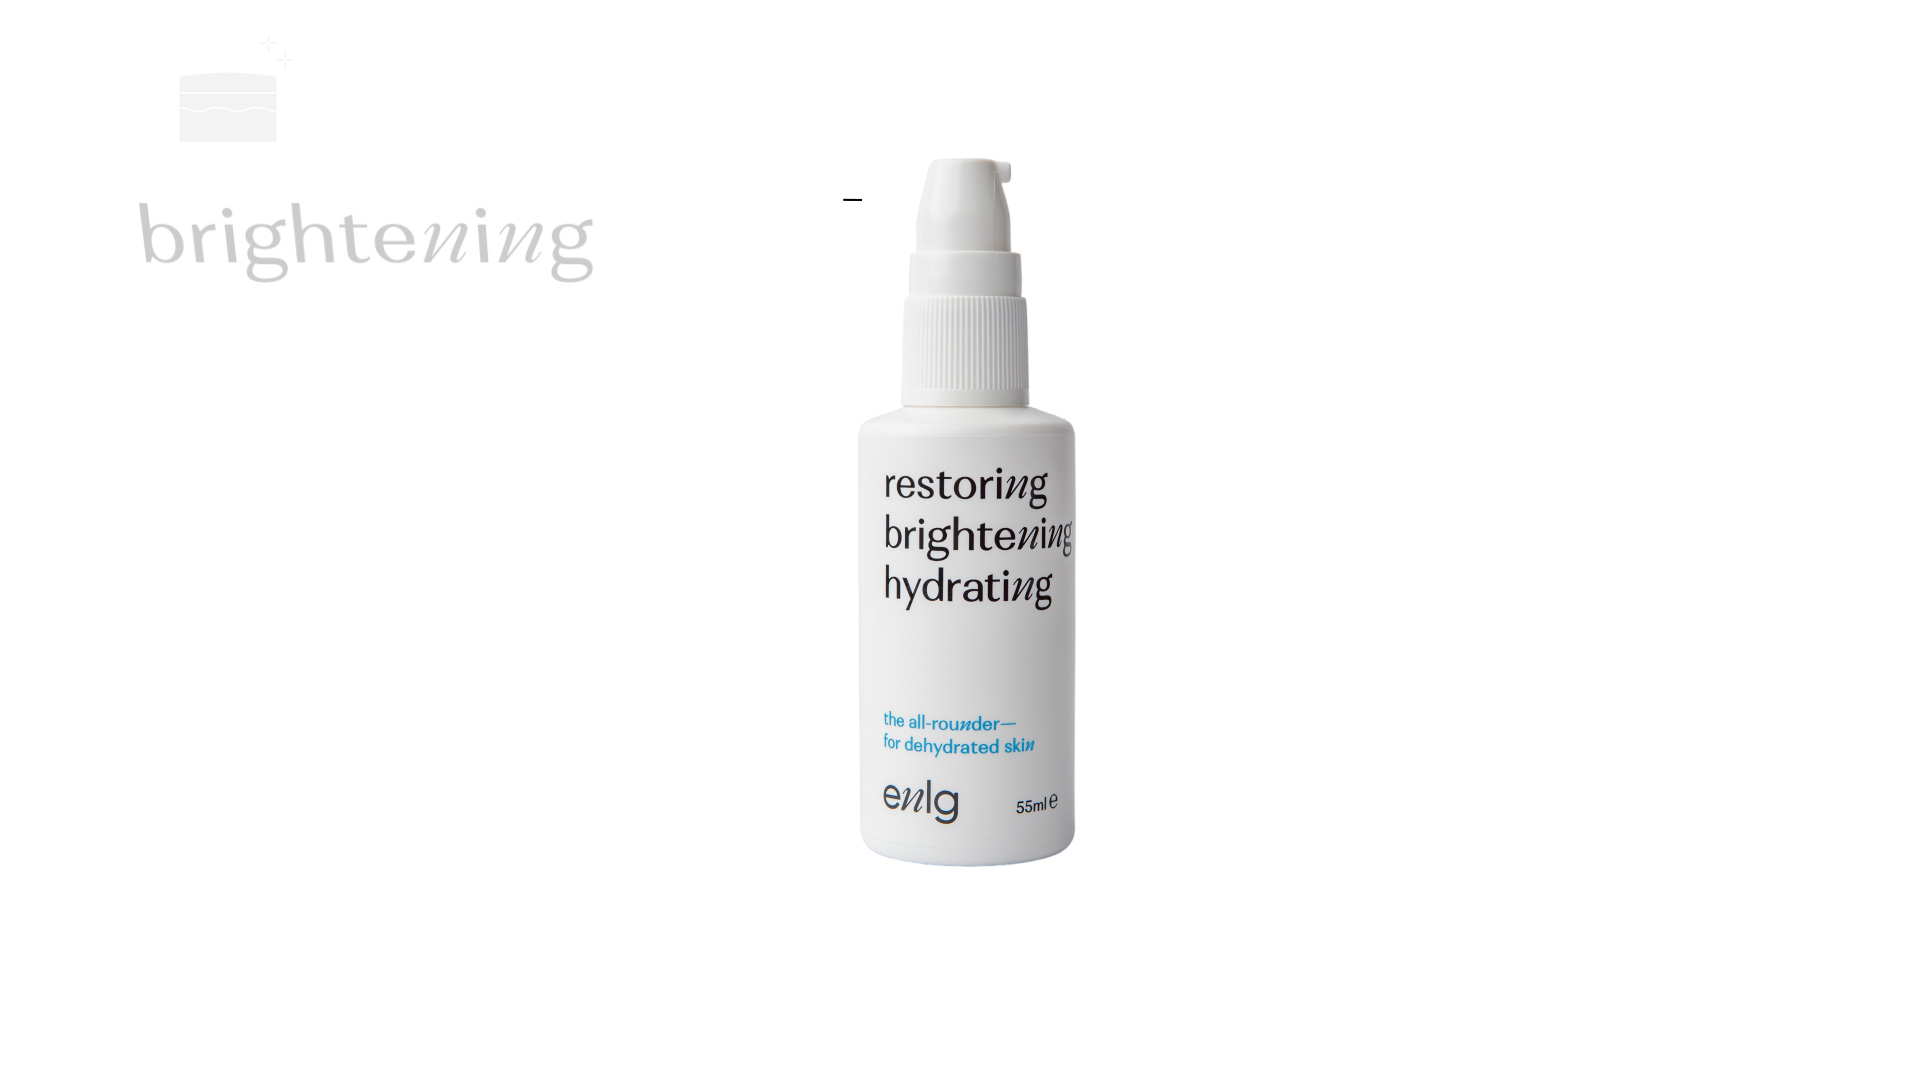 brightening
—
restoring
brightening
hydrating
the all-rounder—
for dehydrated skin
enlg
55ml ℮